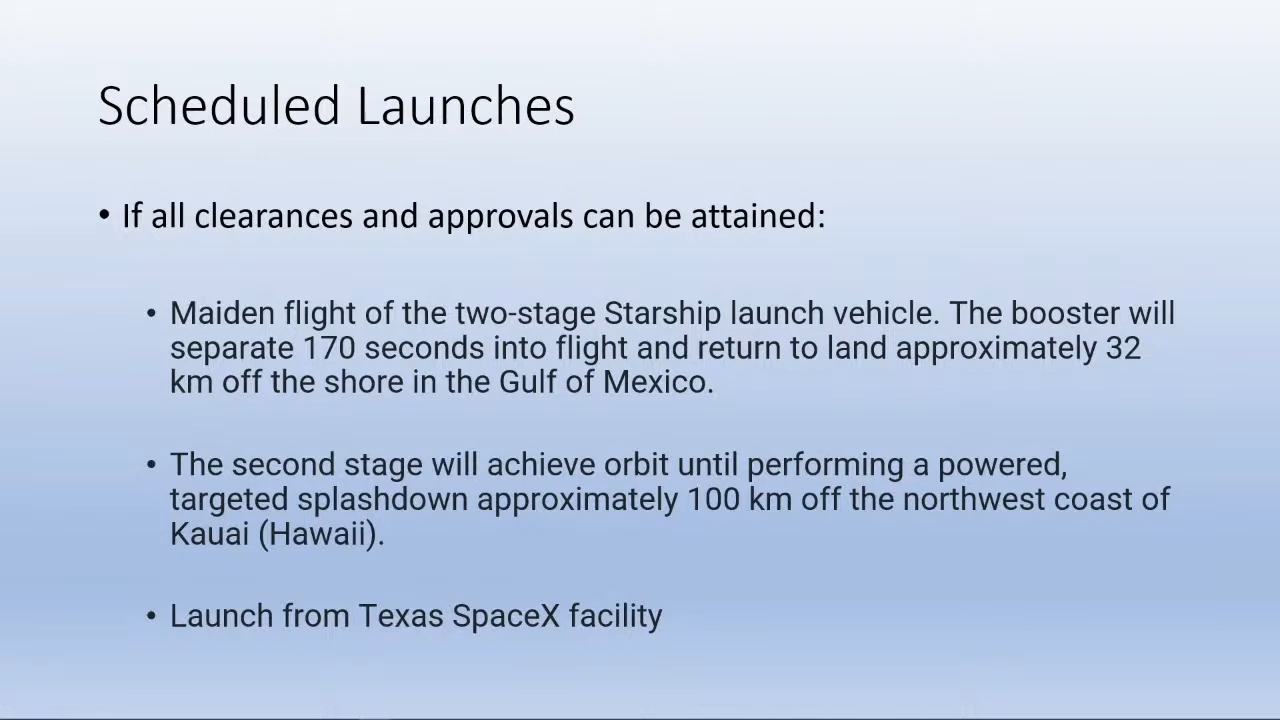 Scheduled Launches
• If all clearances and approvals can be attained:
• Maiden flight of the two-stage Starship launch vehicle. The booster will
separate 170 seconds into flight and return to land approximately 32
km off the shore in the Gulf of Mexico.
• The second stage will achieve orbit until performing a powered,
targeted splashdown approximately 100 km off the northwest coast of
Kauai (Hawaii).
• Launch from Texas SpaceX facility